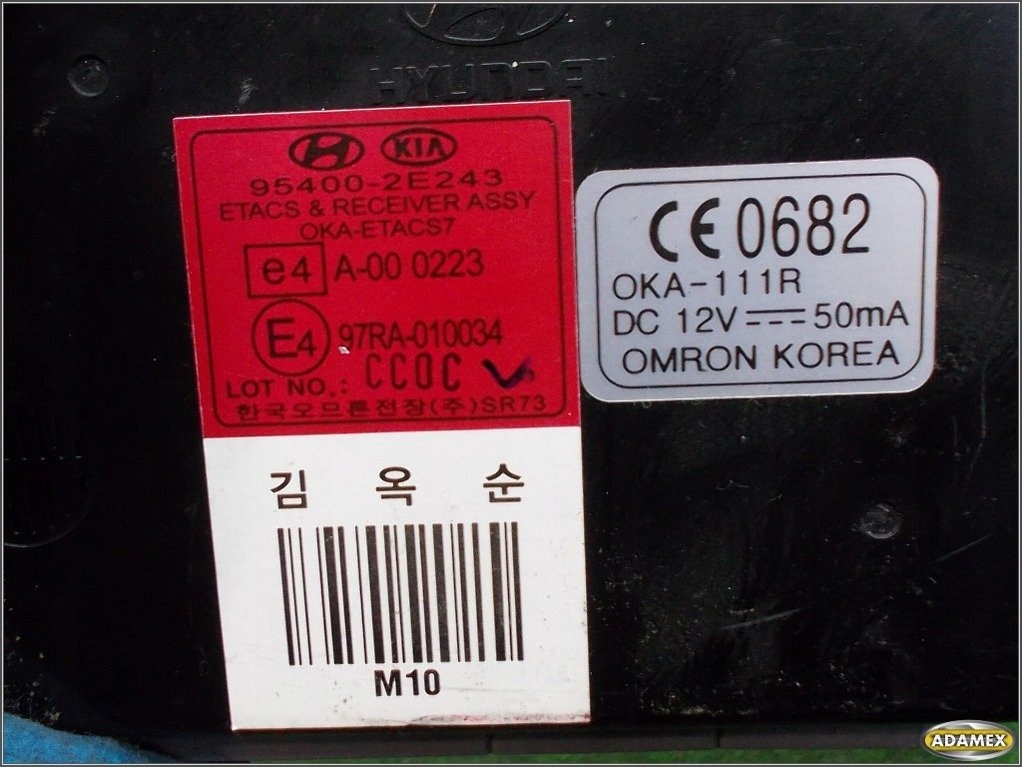 HYUNDAI
KIA
95400-2E243
ETACS & RECEIVER ASSY
OKA-ETACS7
e4 A-00 0223
E4 97RA-010034
LOT NO.: CC0C
한국오므론전장(주)SR73
김 옥 순
M10
CE 0682
OKA-111R
DC 12V 50mA
OMRON KOREA
ADAMEX